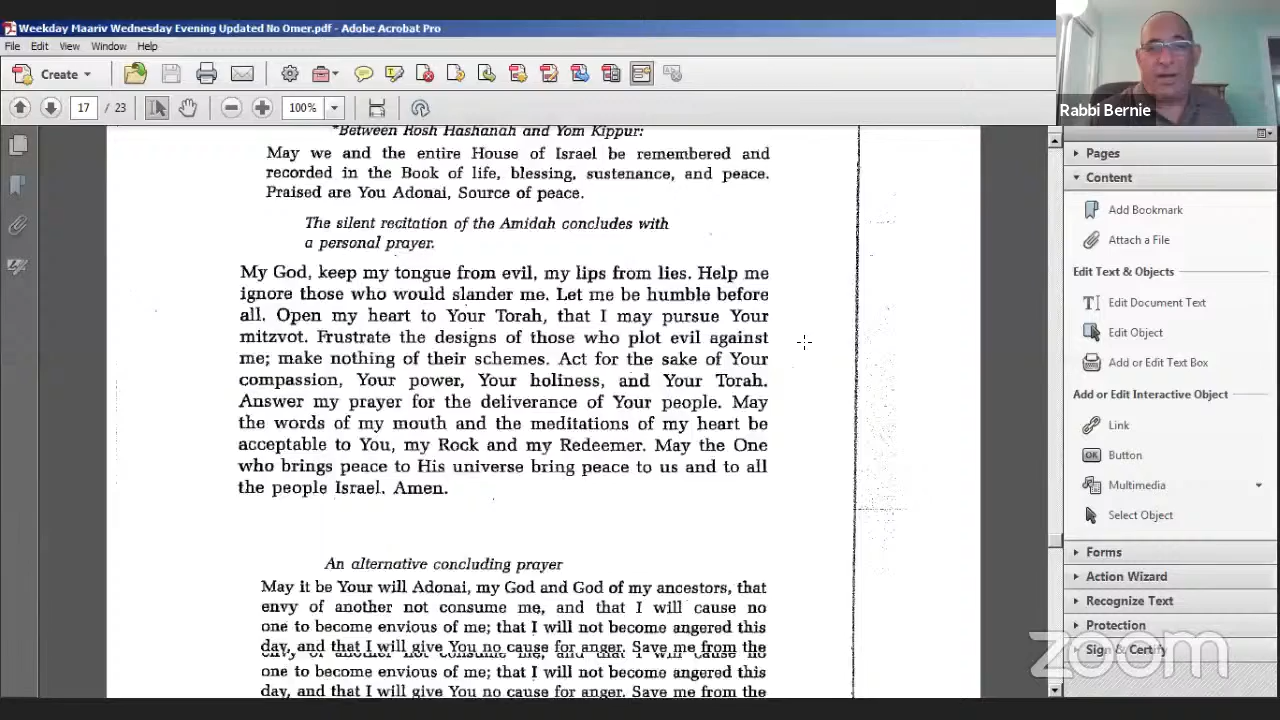 Weekday Maariv Wednesday Evening Updated No Omer.pdf - Adobe Acrobat Pro
File Edit View Window Help
Create
17 / 23 100%
Rabbi Bernie
*Between Rosh Hashanah and Yom Kippur:
May we and the entire House of Israel be remembered and
recorded in the Book of life, blessing, sustenance, and peace.
Praised are You Adonai, Source of peace.
The silent recitation of the Amidah concludes with
a personal prayer.
My God, keep my tongue from evil, my lips from lies. Help me
ignore those who would slander me. Let me be humble before
all. Open my heart to Your Torah, that I may pursue Your
mitzvot. Frustrate the designs of those who plot evil against
me; make nothing of their schemes. Act for the sake of Your
compassion, Your power, Your holiness, and Your Torah.
Answer my prayer for the deliverance of Your people. May
the words of my mouth and the meditations of my heart be
acceptable to You, my Rock and my Redeemer. May the One
who brings peace to His universe bring peace to us and to all
the people Israel. Amen.
An alternative concluding prayer
May it be Your will Adonai, my God and God of my ancestors, that
envy of another not consume me, and that I will cause no
one to become envious of me; that I will not become angered this
day, and that I will give You no cause for anger. Save me from the
one to become envious of me; that I will not become angered this
day, and that I will give You no cause for anger. Save me from the
Pages
Content
Add Bookmark
Attach a File
Edit Text & Objects
Edit Document Text
Edit Object
Add or Edit Text Box
Add or Edit Interactive Object
Link
OK Button
Multimedia
Select Object
Forms
Action Wizard
Recognize Text
Protection
Sign & Certify
zoom